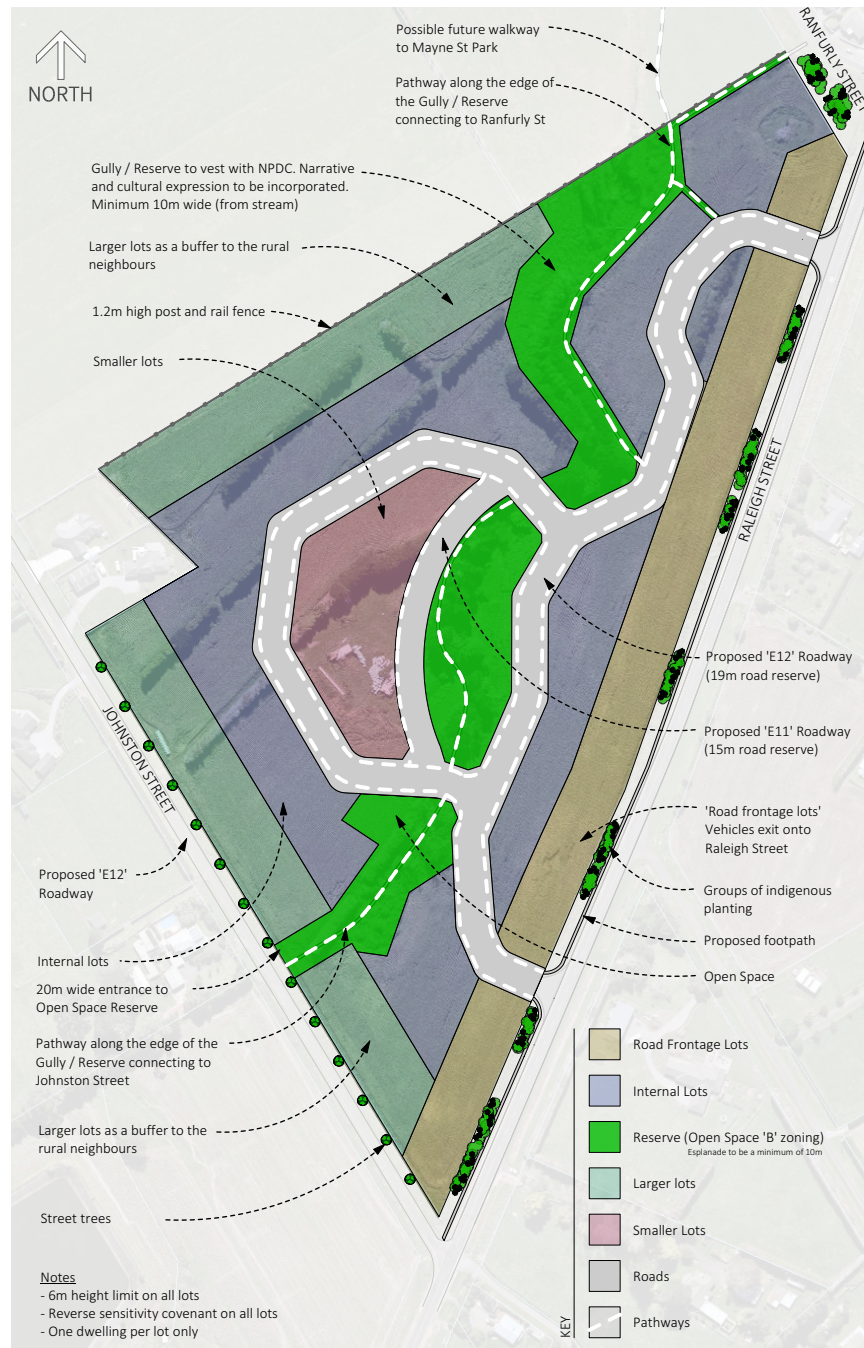 NORTH
Possible future walkway
to Mayne St Park
RANFURLY STREET
Pathway along the edge of
the Gully / Reserve
connecting to Ranfurly St
Gully / Reserve to vest with NPDC. Narrative
and cultural expression to be incorporated.
Minimum 10m wide (from stream)
Larger lots as a buffer to the rural
neighbours
1.2m high post and rail fence
Smaller lots
RALEIGH STREET
JOHNSTON STREET
Proposed 'E12' Roadway
(19m road reserve)
Proposed 'E11' Roadway
(15m road reserve)
'Road frontage lots'
Vehicles exit onto
Raleigh Street
Groups of indigenous
planting
Proposed footpath
Open Space
Proposed 'E12'
Roadway
Internal lots
20m wide entrance to
Open Space Reserve
Pathway along the edge of the
Gully / Reserve connecting to
Johnston Street
Larger lots as a buffer to the
rural neighbours
Street trees
Notes
- 6m height limit on all lots
- Reverse sensitivity covenant on all lots
- One dwelling per lot only
KEY
Road Frontage Lots
Internal Lots
Reserve (Open Space 'B' zoning)
Esplanade to be a minimum of 10m
Larger lots
Smaller Lots
Roads
Pathways